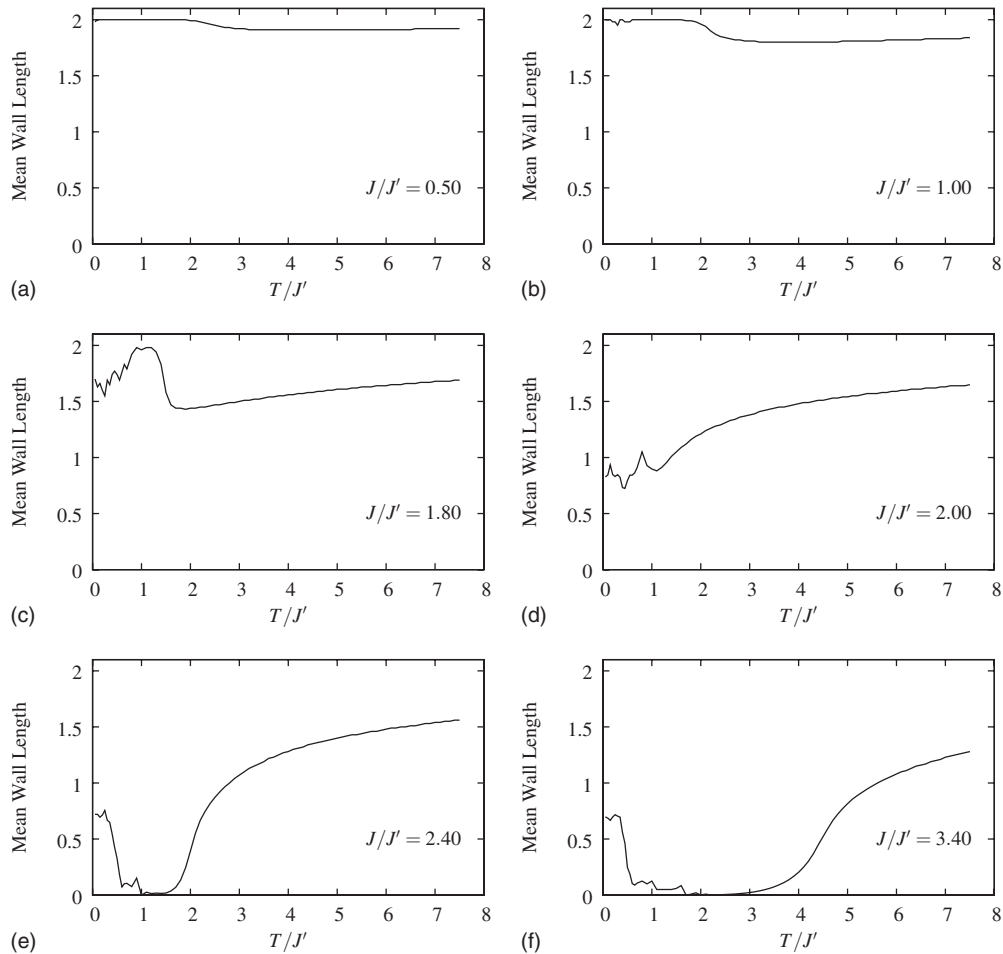 2
1.5
1
0.5
0
Mean Wall Length
J/J′ = 0.50
0 1 2 3 4 5 6 7 8
T/J′
(a)
2
1.5
1
0.5
0
Mean Wall Length
J/J′ = 1.00
0 1 2 3 4 5 6 7 8
T/J′
(b)
2
1.5
1
0.5
0
Mean Wall Length
J/J′ = 1.80
0 1 2 3 4 5 6 7 8
T/J′
(c)
2
1.5
1
0.5
0
Mean Wall Length
J/J′ = 2.00
0 1 2 3 4 5 6 7 8
T/J′
(d)
2
1.5
1
0.5
0
Mean Wall Length
J/J′ = 2.40
0 1 2 3 4 5 6 7 8
T/J′
(e)
2
1.5
1
0.5
0
Mean Wall Length
J/J′ = 3.40
0 1 2 3 4 5 6 7 8
T/J′
(f)